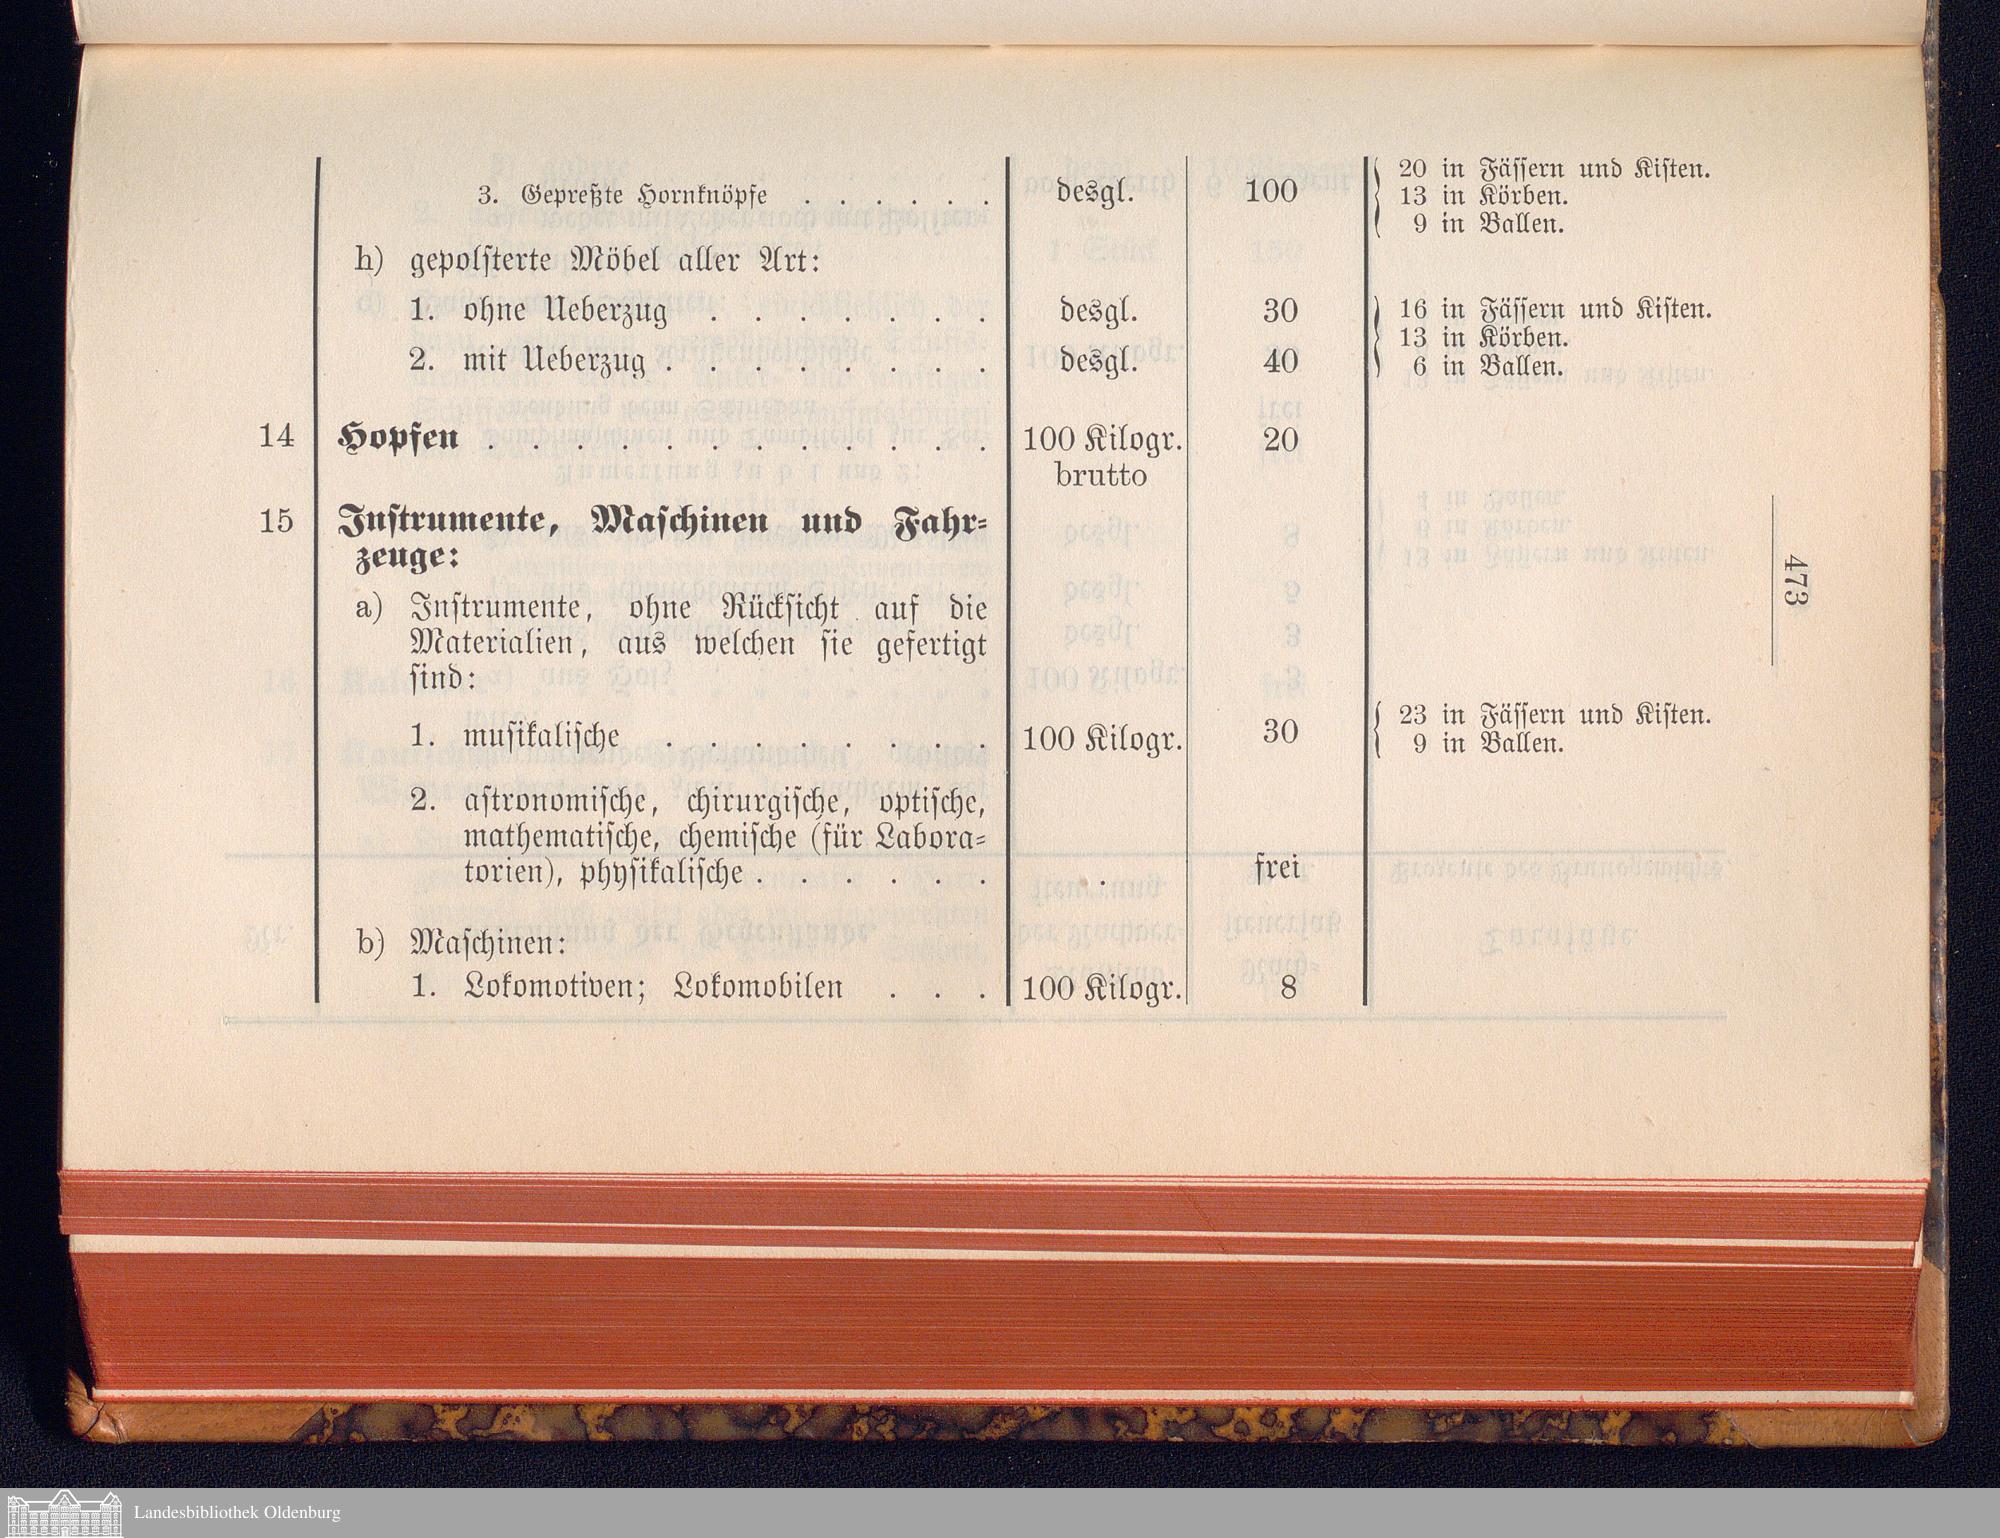 3. Gepreßte Hornknöpfe . . . . . . desgl. 100 20 in Fässern und Kisten.
13 in Körben.
9 in Ballen.
h) gepolsterte Möbel aller Art:
1. ohne Ueberzug . . . . . . . desgl. 30 16 in Fässern und Kisten.
13 in Körben.
2. mit Ueberzug . . . . . . . . desgl. 40 6 in Ballen.
14 Hopfen . . . . . . . . . . . . 100 Kilogr. 20
brutto
15 Instrumente, Maschinen und Fahr-
zeuge:
a) Instrumente, ohne Rücksicht auf die
Materialien, aus welchen sie gefertigt
sind:
1. musikalische . . . . . . . . 100 Kilogr. 30 23 in Fässern und Kisten.
9 in Ballen.
2. astronomische, chirurgische, optische,
mathematische, chemische (für Labora-
torien), physikalische . . . . . . . frei
b) Maschinen:
1. Lokomotiven; Lokomobilen . . . 100 Kilogr. 8
473
Landesbibliothek Oldenburg